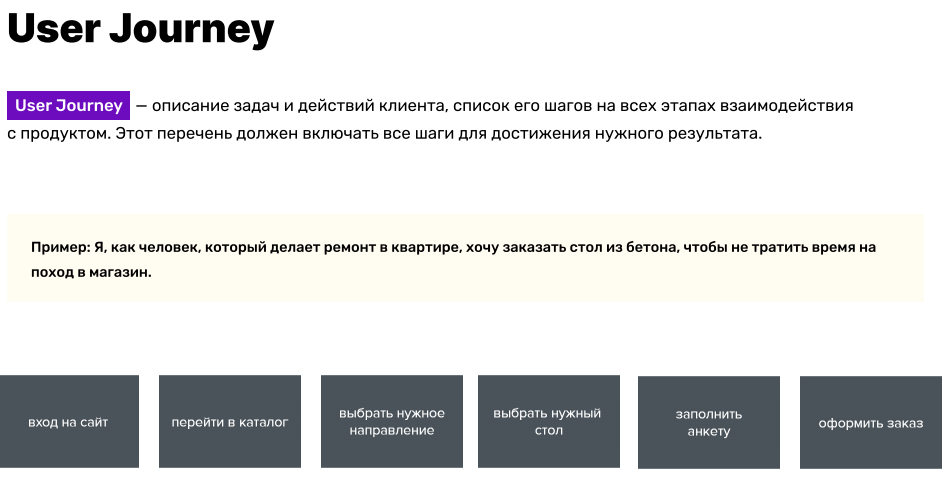 User Journey
User Journey — описание задач и действий клиента, список его шагов на всех этапах взаимодействия
с продуктом. Этот перечень должен включать все шаги для достижения нужного результата.
Пример: Я, как человек, который делает ремонт в квартире, хочу заказать стол из бетона, чтобы не тратить время на
поход в магазин.
вход на сайт
перейти в каталог
выбрать нужное
направление
выбрать нужный
стол
заполнить
анкету
оформить заказ